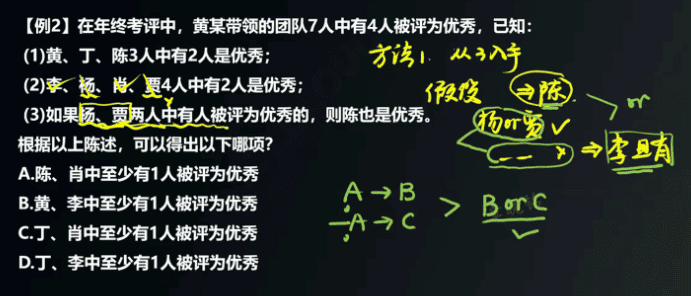 【例2】在年终考评中，黄某带领的团队7人中有4人被评为优秀，已知：
(1)黄、丁、陈3人中有2人是优秀；
(2)李、杨、肖、贾4人中有2人是优秀；
(3)如果杨、贾两人中有人被评为优秀的，则陈也是优秀。
根据以上陈述，可以得出以下哪项？
A.陈、肖中至少有1人被评为优秀
B.黄、李中至少有1人被评为优秀
C.丁、肖中至少有1人被评为优秀
D.丁、李中至少有1人被评为优秀
方法1 从3入手
假设 ⇒陈
> or
杨or贾 ✓
— — × ⇒ 李且肖
A → B
—A → C
> B or C
✓